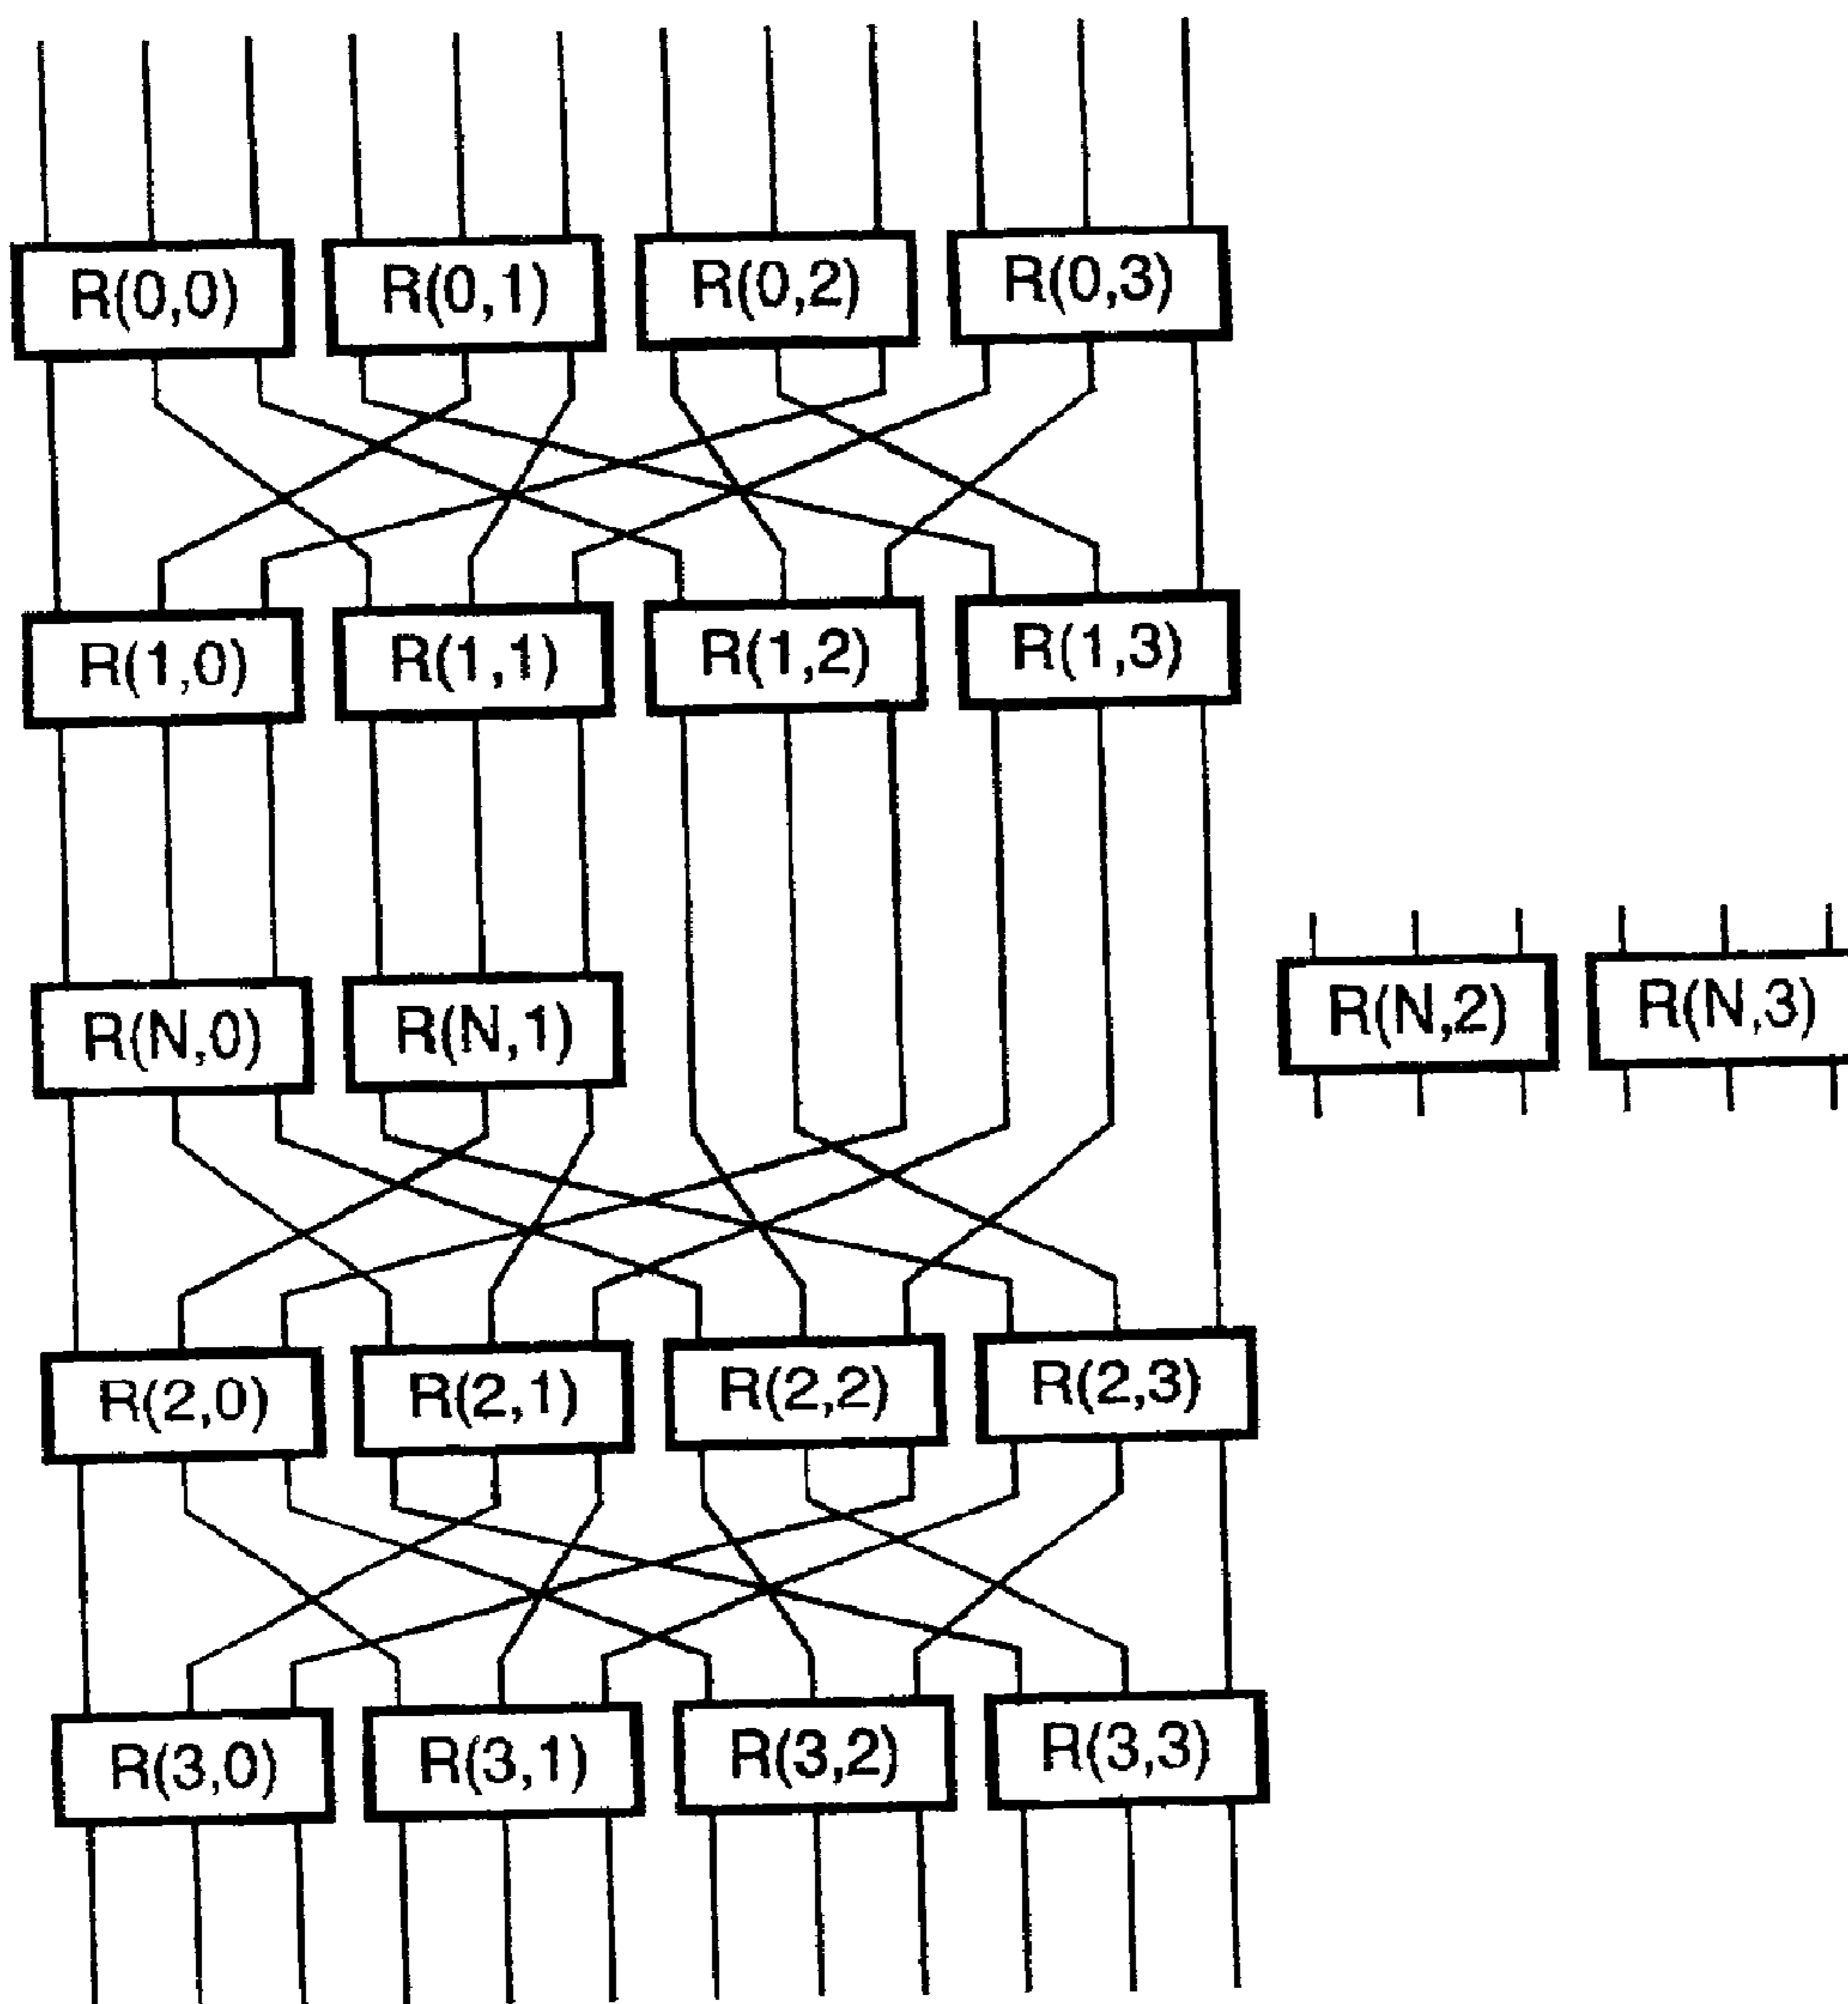 R(0,0) R(0,1) R(0,2) R(0,3)
R(1,0) R(1,1) R(1,2) R(1,3)
R(N,0) R(N,1) R(N,2) R(N,3)
R(2,0) R(2,1) R(2,2) R(2,3)
R(3,0) R(3,1) R(3,2) R(3,3)